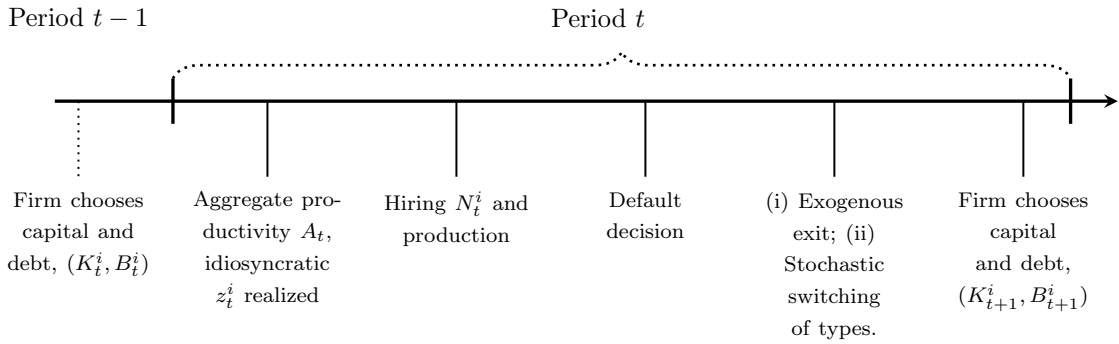 Period t − 1
Period t
Firm chooses
capital and
debt, (K_t^i, B_t^i)
Aggregate pro-
ductivity A_t,
idiosyncratic
z_t^i realized
Hiring N_t^i and
production
Default
decision
(i) Exogenous
exit; (ii)
Stochastic
switching
of types.
Firm chooses
capital
and debt,
(K_{t+1}^i, B_{t+1}^i)